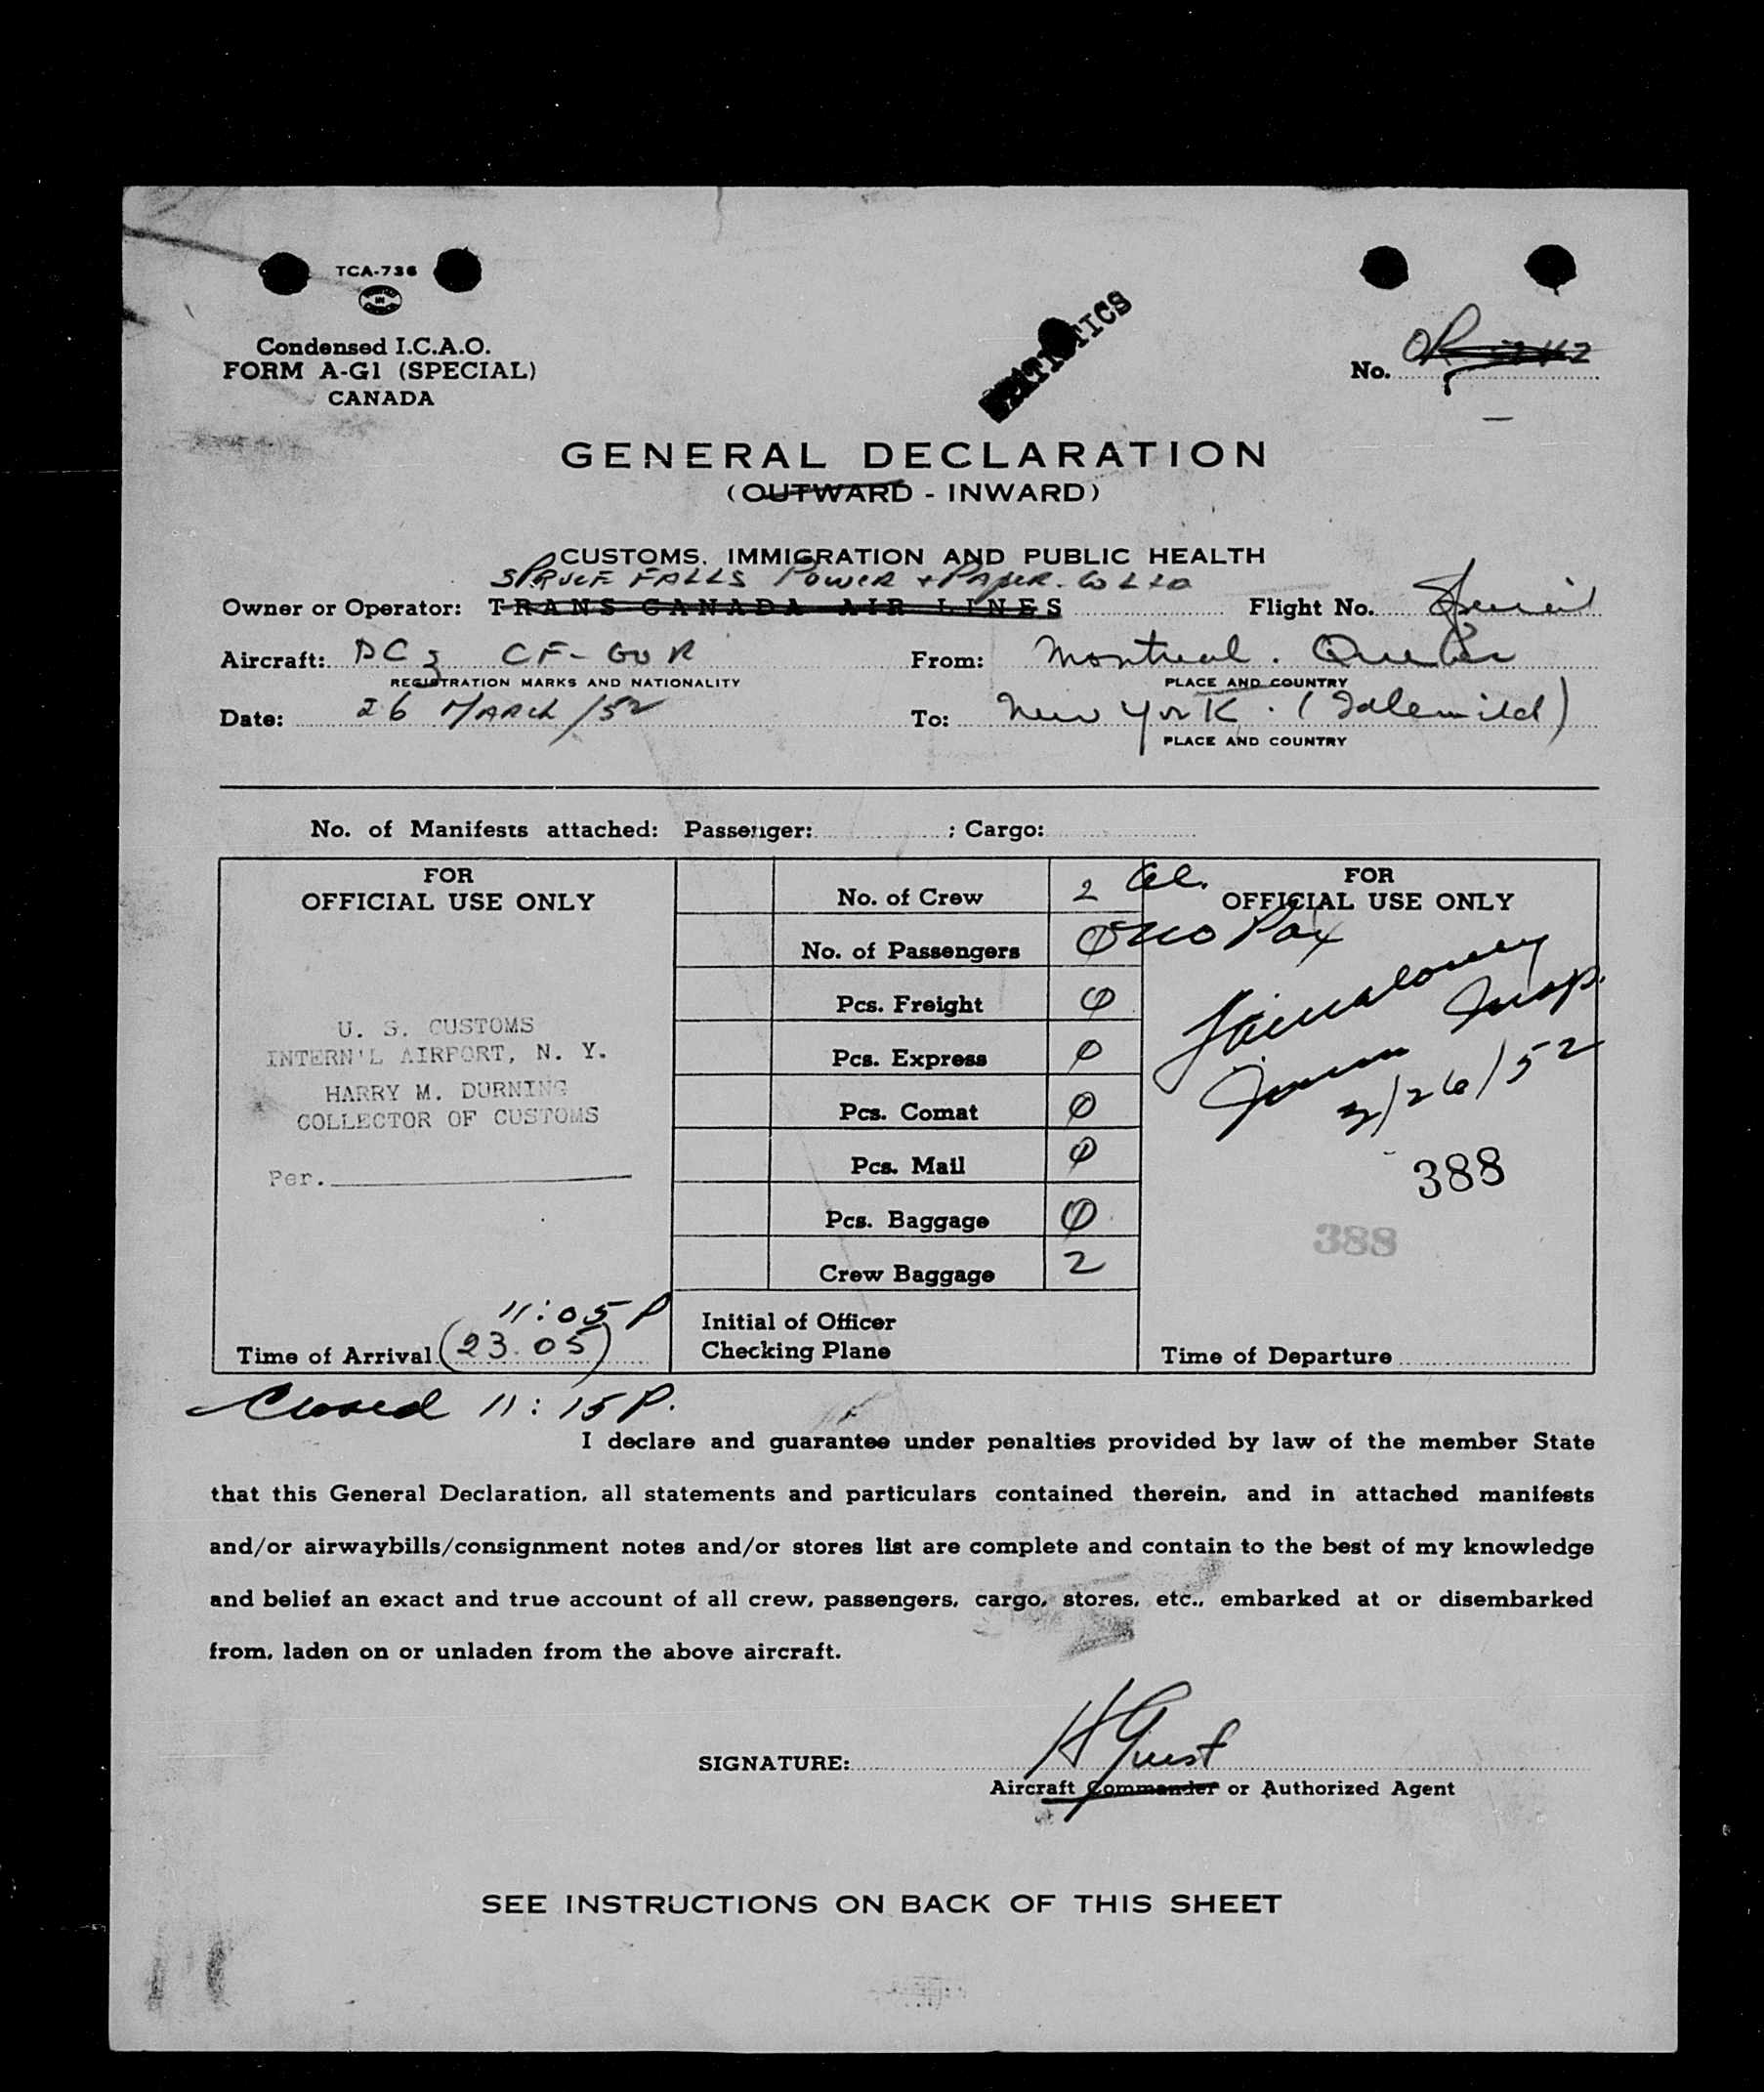 TCA-736
Condensed I.C.A.O.
FORM A-G1 (SPECIAL)
CANADA
No.
GENERAL DECLARATION
(OUTWARD - INWARD)
CUSTOMS, IMMIGRATION AND PUBLIC HEALTH
SPRUCE FALLS POWER + PAPER. CO LTD
Owner or Operator: TRANS-CANADA AIR LINES Flight No.
Aircraft: DC 3 CF-GUR From: Montreal. Quebec
REGISTRATION MARKS AND NATIONALITY PLACE AND COUNTRY
Date: 26 MARCH/52 To: New York. (Idlewild)
PLACE AND COUNTRY
No. of Manifests attached: Passenger: ; Cargo:
FOR
OFFICIAL USE ONLY
U. S. CUSTOMS
INTERN'L AIRPORT, N. Y.
HARRY M. DURNING
COLLECTOR OF CUSTOMS
Per.
11:05 P
Time of Arrival (23.05)
No. of Crew 2
No. of Passengers 0
Pcs. Freight 0
Pcs. Express 0
Pcs. Comat 0
Pcs. Mail 0
Pcs. Baggage 0
Crew Baggage 2
Initial of Officer
Checking Plane
FOR
OFFICIAL USE ONLY
no Pax
Immn Insp.
3/26/52
388
388
Time of Departure
Closed 11:15 P.
I declare and guarantee under penalties provided by law of the member State
that this General Declaration, all statements and particulars contained therein, and in attached manifests
and/or airwaybills/consignment notes and/or stores list are complete and contain to the best of my knowledge
and belief an exact and true account of all crew, passengers, cargo, stores, etc., embarked at or disembarked
from, laden on or unladen from the above aircraft.
SIGNATURE: H Guest
Aircraft Commander or Authorized Agent
SEE INSTRUCTIONS ON BACK OF THIS SHEET